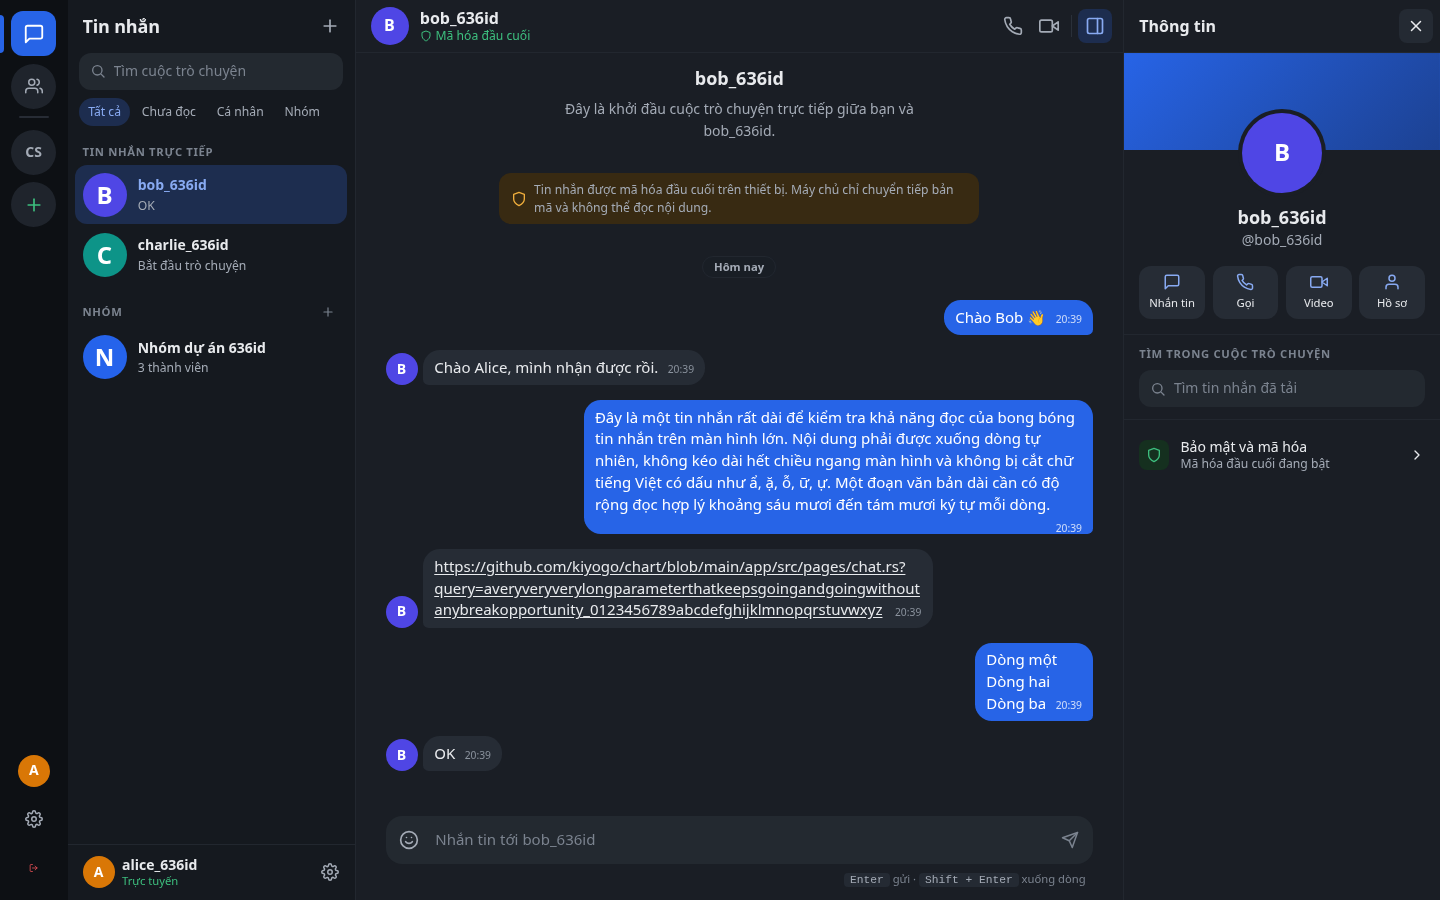 Tin nhắn
Tìm cuộc trò chuyện
Tất cả
Chưa đọc
Cá nhân
Nhóm
CS
TIN NHẮN TRỰC TIẾP
B
bob_636id
OK
C
charlie_636id
Bắt đầu trò chuyện
NHÓM
N
Nhóm dự án 636id
3 thành viên
A
A
alice_636id
Trực tuyến
B
bob_636id
Mã hóa đầu cuối
bob_636id
Đây là khởi đầu cuộc trò chuyện trực tiếp giữa bạn và
bob_636id.
Tin nhắn được mã hóa đầu cuối trên thiết bị. Máy chủ chỉ chuyển tiếp bản
mã và không thể đọc nội dung.
Hôm nay
Chào Bob 👋 20:39
B
Chào Alice, mình nhận được rồi. 20:39
Đây là một tin nhắn rất dài để kiểm tra khả năng đọc của bong bóng
tin nhắn trên màn hình lớn. Nội dung phải được xuống dòng tự
nhiên, không kéo dài hết chiều ngang màn hình và không bị cắt chữ
tiếng Việt có dấu như ẩ, ặ, ỗ, ữ, ự. Một đoạn văn bản dài cần có độ
rộng đọc hợp lý khoảng sáu mươi đến tám mươi ký tự mỗi dòng.
20:39
https://github.com/kiyogo/chart/blob/main/app/src/pages/chat.rs?
query=averyveryverylongparameterthatkeepsgoingandgoingwithout
anybreakopportunity_0123456789abcdefghijklmnopqrstuvwxyz 20:39
B
Dòng một
Dòng hai
Dòng ba 20:39
B
OK 20:39
Nhắn tin tới bob_636id
Enter gửi · Shift + Enter xuống dòng
Thông tin
B
bob_636id
@bob_636id
Nhắn tin
Gọi
Video
Hồ sơ
TÌM TRONG CUỘC TRÒ CHUYỆN
Tìm tin nhắn đã tải
Bảo mật và mã hóa
Mã hóa đầu cuối đang bật